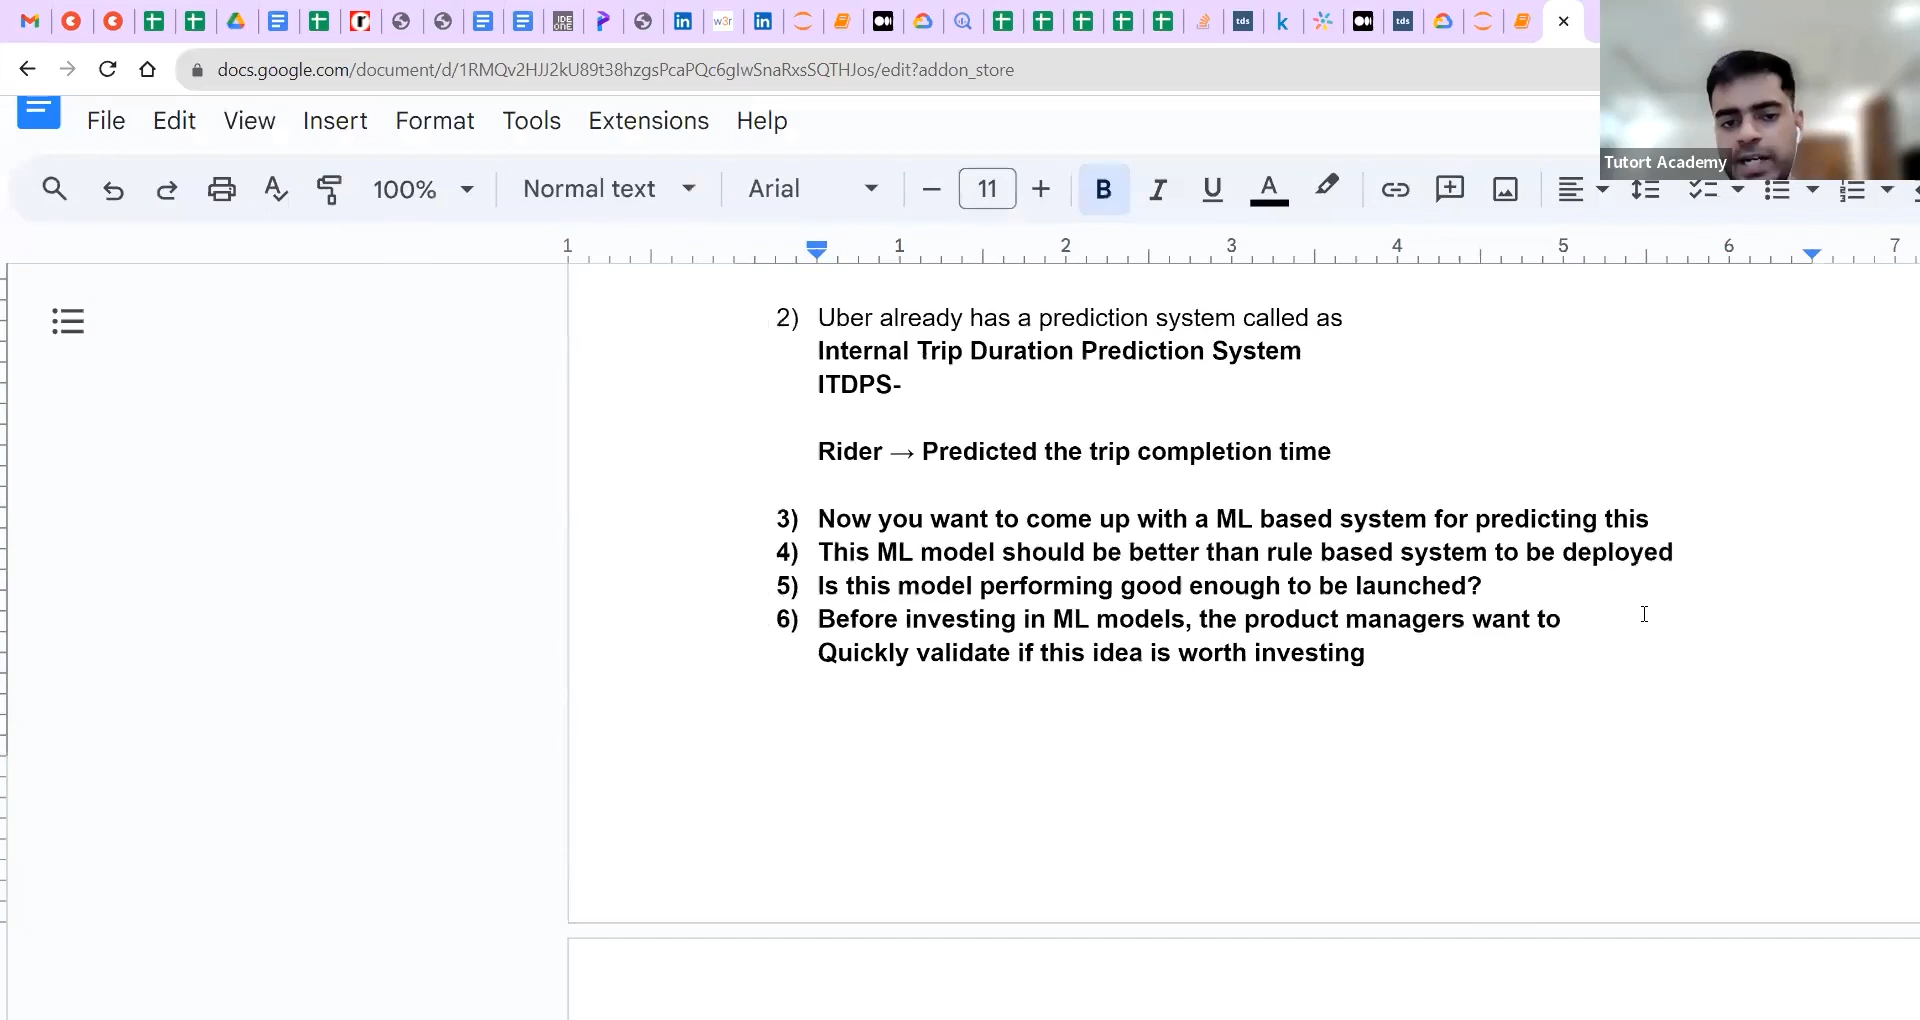 w3r
tds
k
tds
docs.google.com/document/d/1RMQv2HJJ2kU89t38hzgsPcaPQc6glwSnaRxsSQTHJos/edit?addon_store
File Edit View Insert Format Tools Extensions Help
Tutort Academy
100% Normal text Arial 11 B I U A
1 1 2 3 4 5 6 7
2) Uber already has a prediction system called as
Internal Trip Duration Prediction System
ITDPS-
Rider → Predicted the trip completion time
3) Now you want to come up with a ML based system for predicting this
4) This ML model should be better than rule based system to be deployed
5) Is this model performing good enough to be launched?
6) Before investing in ML models, the product managers want to
Quickly validate if this idea is worth investing